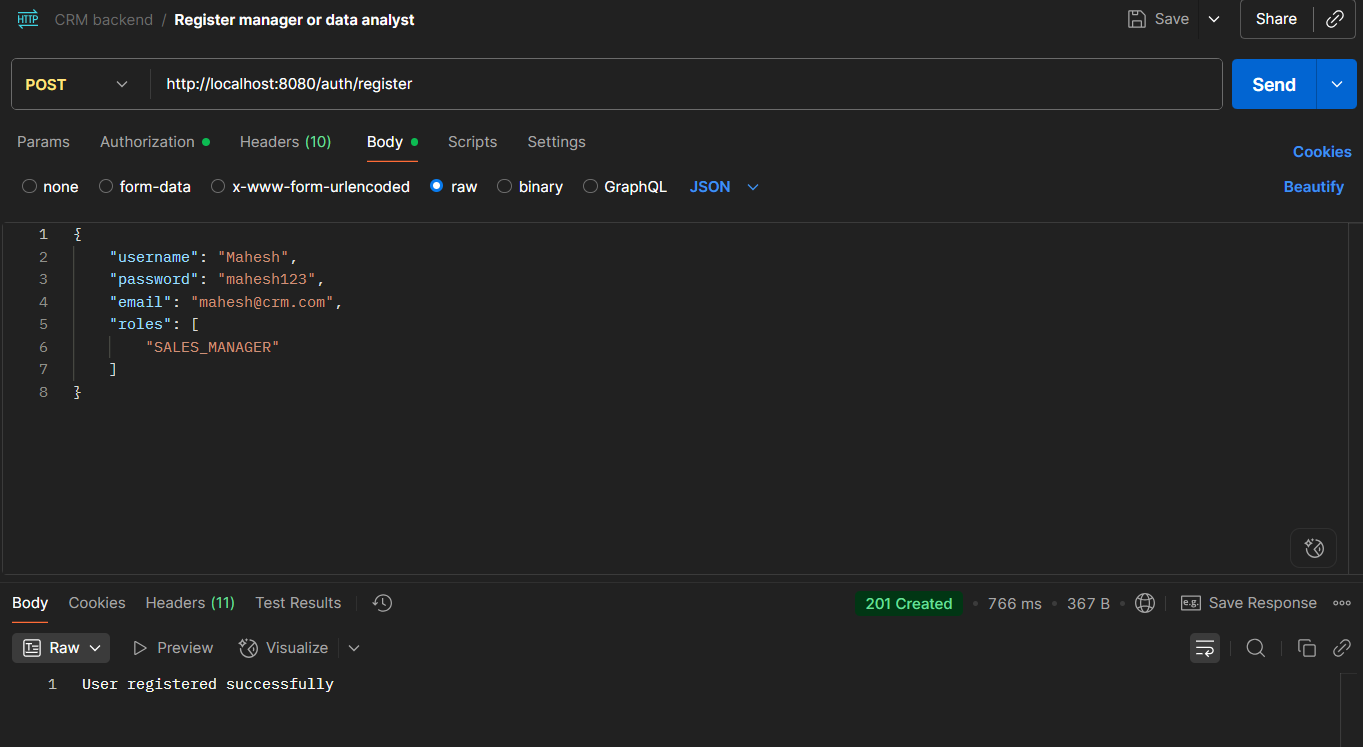 HTTP CRM backend / Register manager or data analyst Save Share
POST http://localhost:8080/auth/register Send
Params Authorization Headers (10) Body Scripts Settings Cookies
none form-data x-www-form-urlencoded raw binary GraphQL JSON Beautify
1 {
2 "username": "Mahesh",
3 "password": "mahesh123",
4 "email": "mahesh@crm.com",
5 "roles": [
6 "SALES_MANAGER"
7 ]
8 }
Body Cookies Headers (11) Test Results 201 Created • 766 ms • 367 B • e.g. Save Response
Raw Preview Visualize
1 User registered successfully